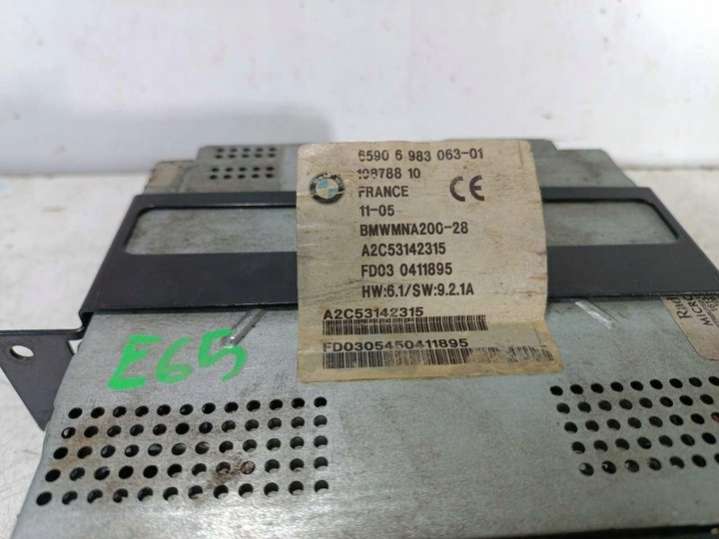 6590 6 983 063-01
108788 10
FRANCE
CE
11-05
BMWMNA200-28
A2C53142315
FD03 0411895
HW:6.1/SW:9.2.1A
A2C53142315
FD0305450411895
E65